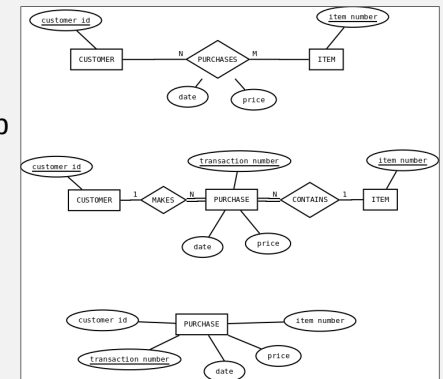 customer id
item number
N
M
CUSTOMER
PURCHASES
ITEM
date
price
transaction number
customer id
item number
1
N
N
1
CUSTOMER
MAKES
PURCHASE
CONTAINS
ITEM
date
price
customer id
PURCHASE
item number
transaction number
price
date